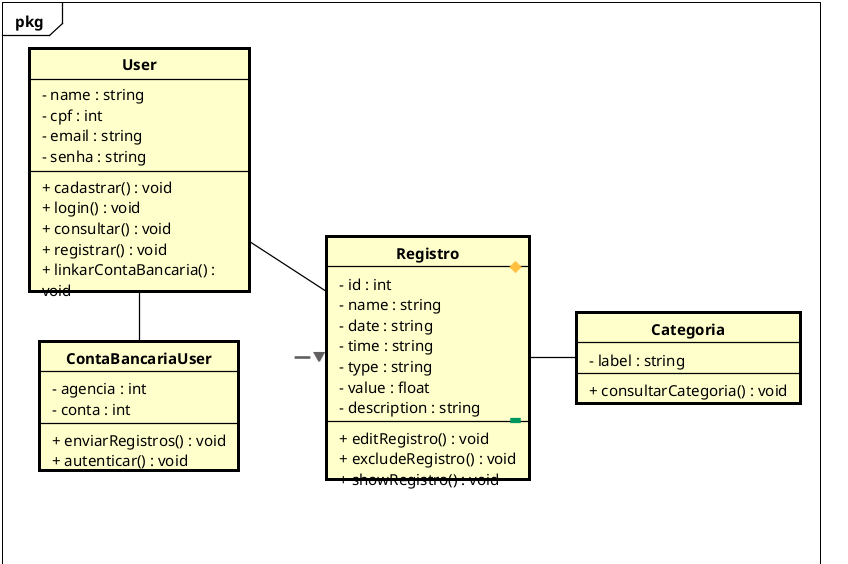 pkg
User
- name : string
- cpf : int
- email : string
- senha : string
+ cadastrar() : void
+ login() : void
+ consultar() : void
+ registrar() : void
+ linkarContaBancaria() :
void
ContaBancariaUser
- agencia : int
- conta : int
+ enviarRegistros() : void
+ autenticar() : void
Registro
- id : int
- name : string
- date : string
- time : string
- type : string
- value : float
- description : string
+ editRegistro() : void
+ excludeRegistro() : void
+ showRegistro() : void
Categoria
- label : string
+ consultarCategoria() : void